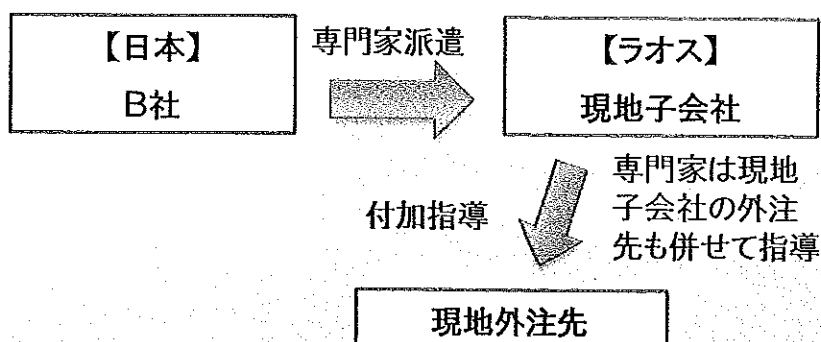 【日本】
B社
専門家派遣
【ラオス】
現地子会社
付加指導
専門家は現地
子会社の外注
先も併せて指導
現地外注先